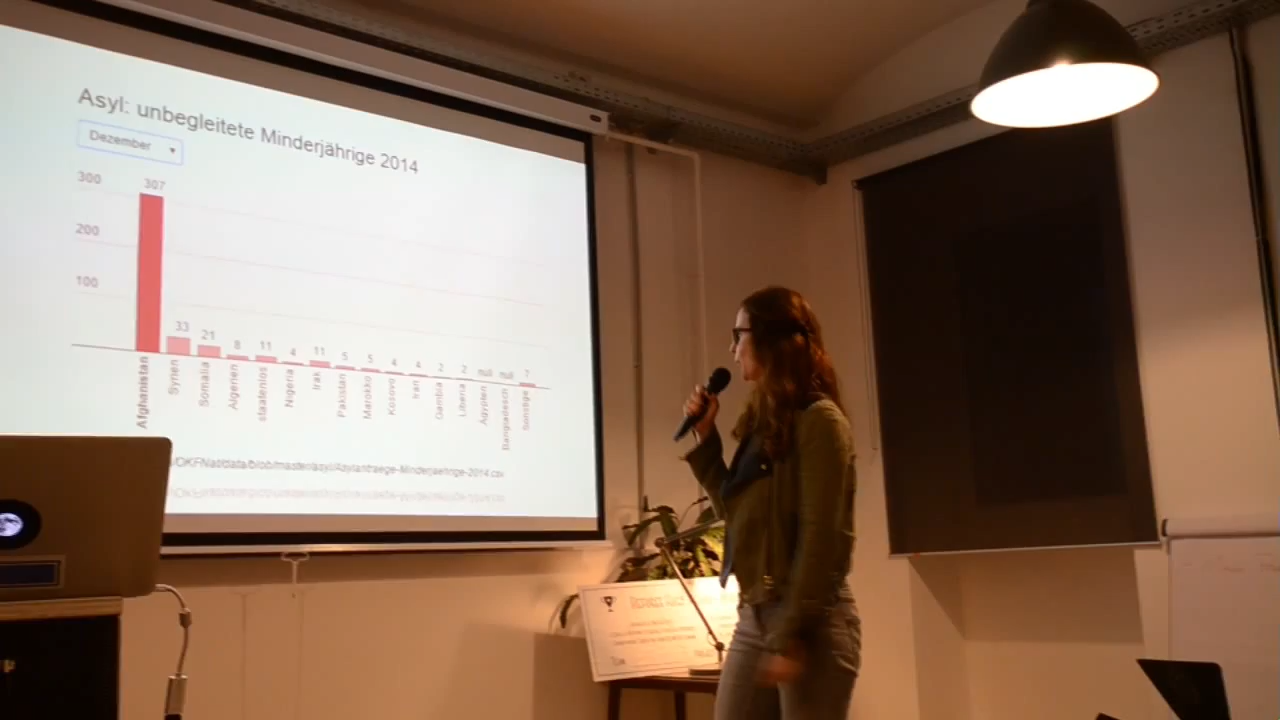 Asyl: unbegleitete Minderjährige 2014
Dezember
300
200
100
307
33
21
8
11
4
11
5
5
4
4
2
2
null
null
7
Afghanistan
Syrien
Somalia
Algerien
staatenlos
Nigeria
Irak
Pakistan
Marokko
Kosovo
Iran
Gambia
Liberia
Ägypten
Bangladesch
Sonstige
/OKFNat/data/blob/master/asyl/Asylantraege-Minderjaehrige-2014.csv